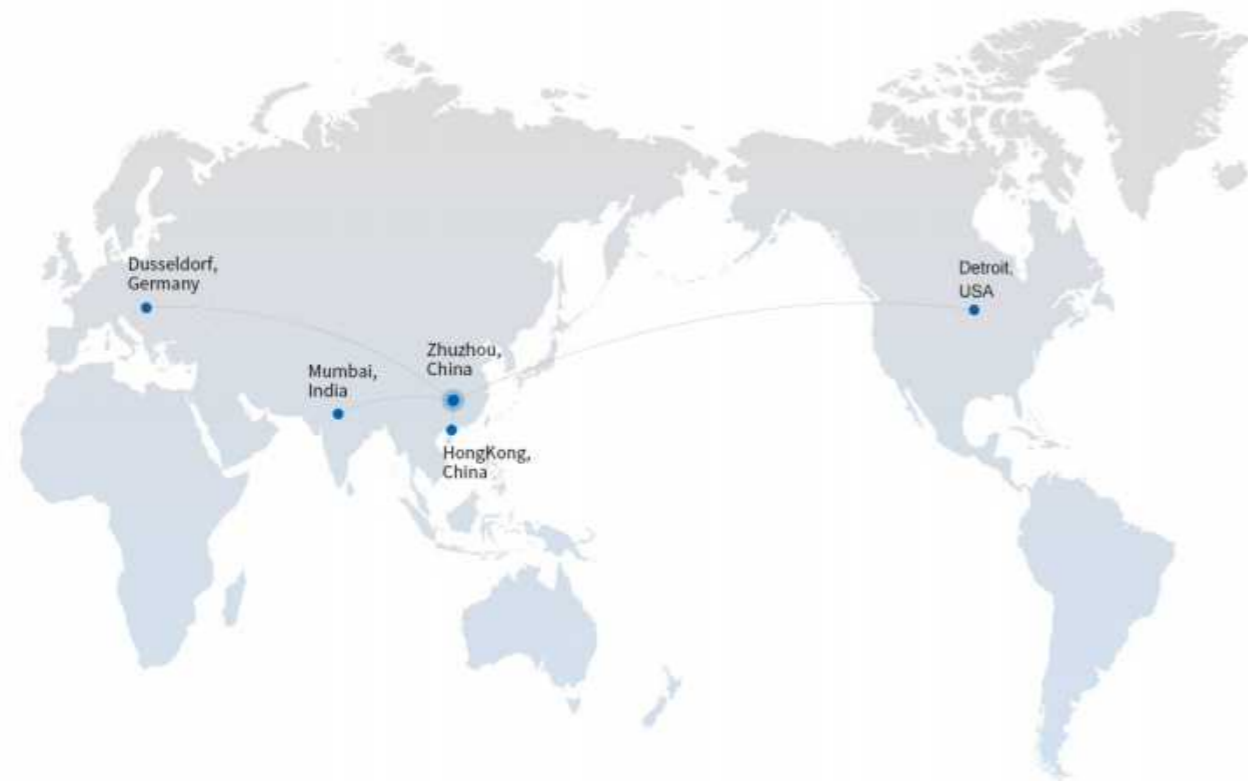 Dusseldorf,
Germany
Detroit,
USA
Zhuzhou,
China
Mumbai,
India
HongKong,
China